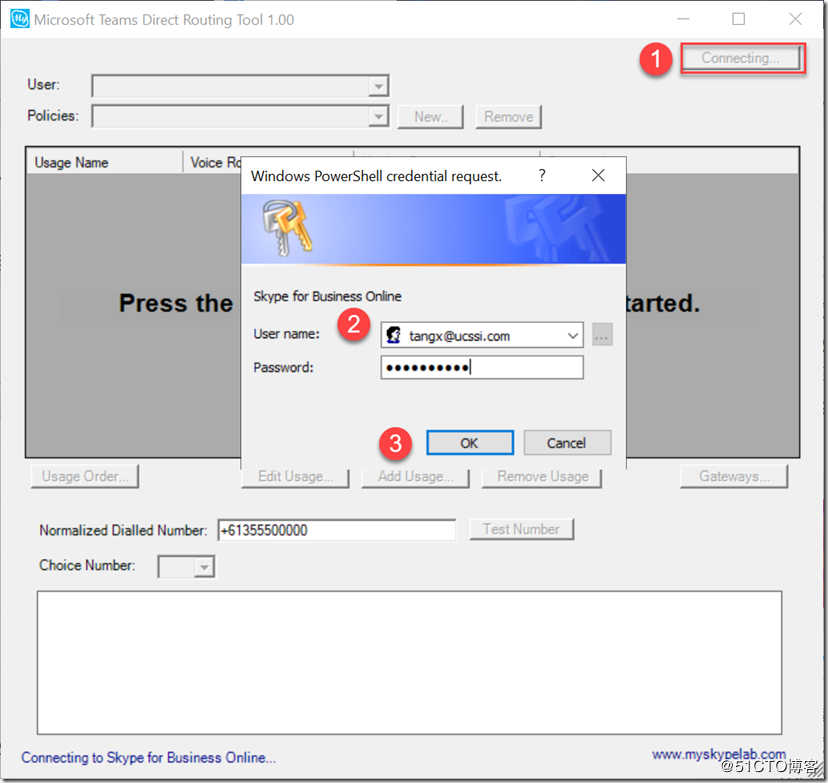 Microsoft Teams Direct Routing Tool 1.00
1 Connecting...
User:
Policies: New.. Remove
Usage Name Voice Ro
Windows PowerShell credential request. ?
Press the tarted.
Skype for Business Online
User name: 2 tangx@ucssi.com ...
Password: ●●●●●●●●●●
3 OK Cancel
Usage Order... Edit Usage... Add Usage... Remove Usage Gateways...
Normalized Dialled Number: +61355500000 Test Number
Choice Number:
Connecting to Skype for Business Online... www.myskypelab.com
@51CTO博客